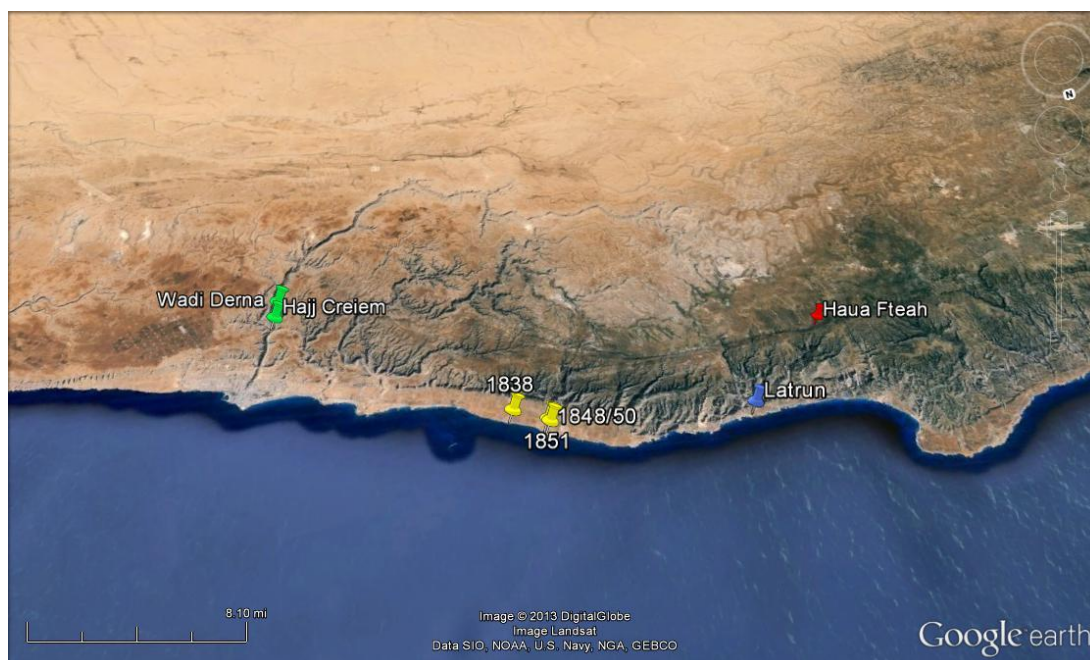 N
Wadi Derna
Hajj Creiem
Haua Fteah
Latrun
1838
1848/50
1851
8.10 mi
Image © 2013 DigitalGlobe
Image Landsat
Data SIO, NOAA, U.S. Navy, NGA, GEBCO
Google earth